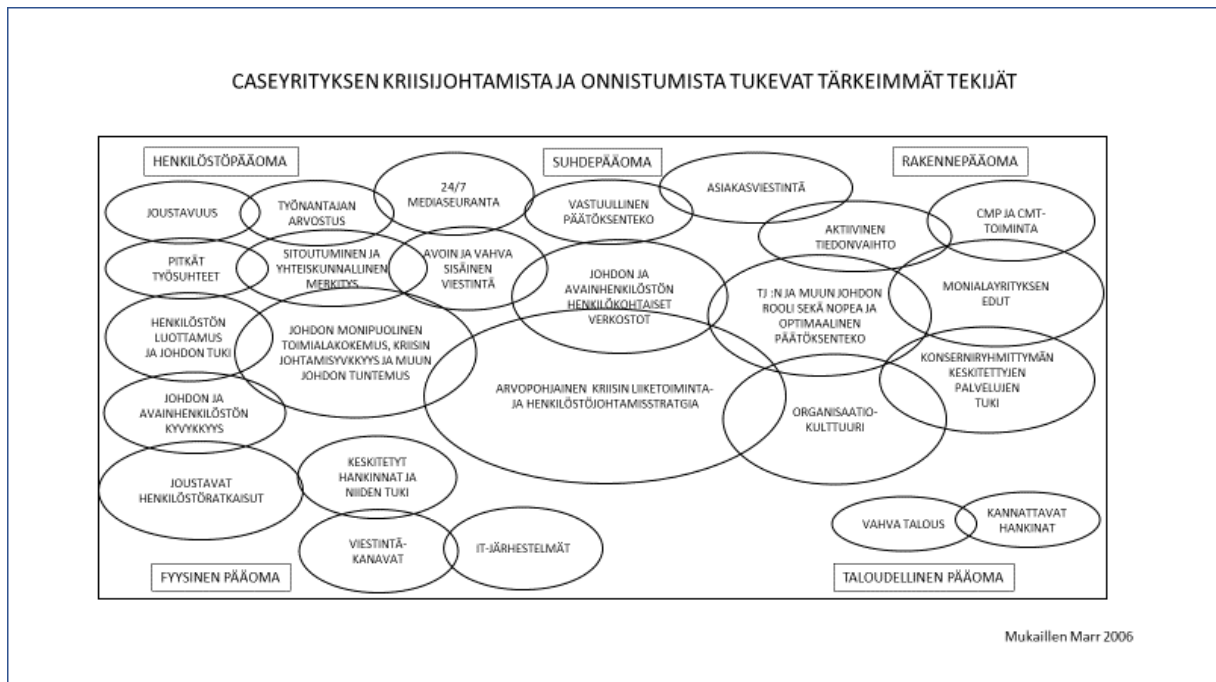 CASEYRITYKSEN KRIISIJOHTAMISTA JA ONNISTUMISTA TUKEVAT TÄRKEIMMÄT TEKIJÄT
HENKILÖSTÖPÄÄOMA
SUHDEPÄÄOMA
RAKENNEPÄÄOMA
JOUSTAVUUS
TYÖNANTAJAN
ARVOSTUS
24/7
MEDIASEURANTA
VASTUULLINEN
PÄÄTÖKSENTEKO
ASIAKASVIESTINTÄ
AKTIIVINEN
TIEDONVAIHTO
CMP JA CMT-
TOIMINTA
PITKÄT
TYÖSUHTEET
SITOUTUMINEN JA
YHTEISKUNNALLINEN
MERKITYS
AVOIN JA VAHVA
SISÄINEN
VIESTINTÄ
JOHDON JA
AVAINHENKILÖSTÖN
HENKILÖKOHTAISET
VERKOSTOT
TJ :N JA MUUN JOHDON
ROOLI SEKÄ NOPEA JA
OPTIMAALINEN
PÄÄTÖKSENTEKO
MONIALAYRITYKSEN
EDUT
HENKILÖSTÖN
LUOTTAMUS
JA JOHDON TUKI
JOHDON MONIPUOLINEN
TOIMIALAKOKEMUS, KRIISIN
JOHTAMISYVKKYYS JA MUUN
JOHDON TUNTEMUS
KONSERNIRYHMITTYMÄN
KESKITETTYJEN
PALVELUJEN
TUKI
JOHDON JA
AVAINHENKILÖSTÖN
KYVYKKYYS
ARVOPOHJAINEN KRIISIN LIIKETOIMINTA-
JA HENKILÖSTÖJOHTAMISSTRATGIA
ORGANISAATIO-
KULTTUURI
JOUSTAVAT
HENKILÖSTÖRATKAISUT
KESKITETYT
HANKINNAT JA
NIIDEN TUKI
VIESTINTÄ-
KANAVAT
IT-JÄRHESTELMÄT
VAHVA TALOUS
KANNATTAVAT
HANKINAT
FYYSINEN PÄÄOMA
TALOUDELLINEN PÄÄOMA
Mukaillen Marr 2006